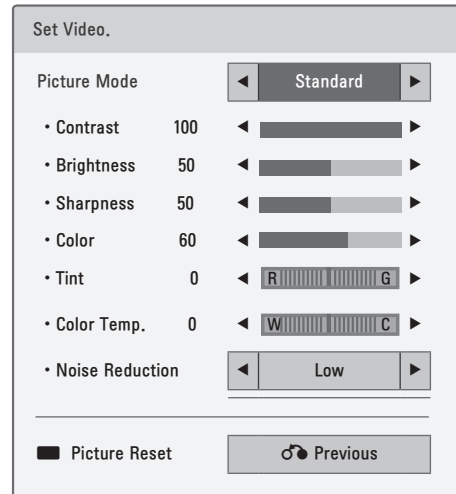 Set Video.
Picture Mode ◀ Standard ▶
• Contrast 100 ◀ ▶
• Brightness 50 ◀ ▶
• Sharpness 50 ◀ ▶
• Color 60 ◀ ▶
• Tint 0 ◀ R G ▶
• Color Temp. 0 ◀ W C ▶
• Noise Reduction ◀ Low ▶
Picture Reset Previous